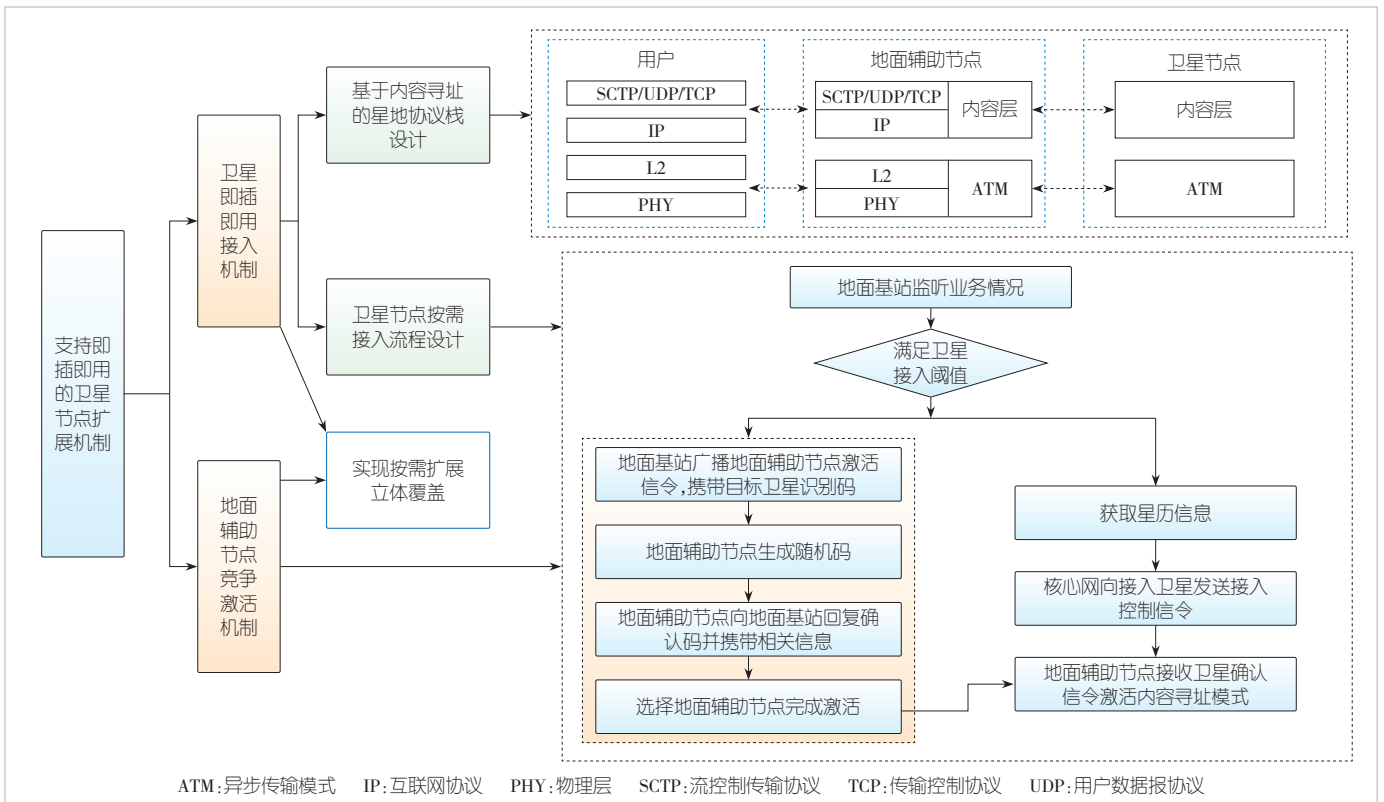 支持即
插即用
的卫星
节点扩
展机制
卫星
即插
即用
接入
机制
地面
辅助
节点
竞争
激活
机制
基于内容寻址
的星地协议栈
设计
卫星节点按需
接入流程设计
实现按需扩展
立体覆盖
用户
SCTP/UDP/TCP
IP
L2
PHY
地面辅助节点
SCTP/UDP/TCP
IP
内容层
L2
PHY
ATM
卫星节点
内容层
ATM
地面基站监听业务情况
满足卫星
接入阈值
地面基站广播地面辅助节点激活
信令,携带目标卫星识别码
地面辅助节点生成随机码
地面辅助节点向地面基站回复确
认码并携带相关信息
选择地面辅助节点完成激活
获取星历信息
核心网向接入卫星发送接入
控制信令
地面辅助节点接收卫星确认
信令激活内容寻址模式
ATM:异步传输模式 IP:互联网协议 PHY:物理层 SCTP:流控制传输协议 TCP:传输控制协议 UDP:用户数据报协议